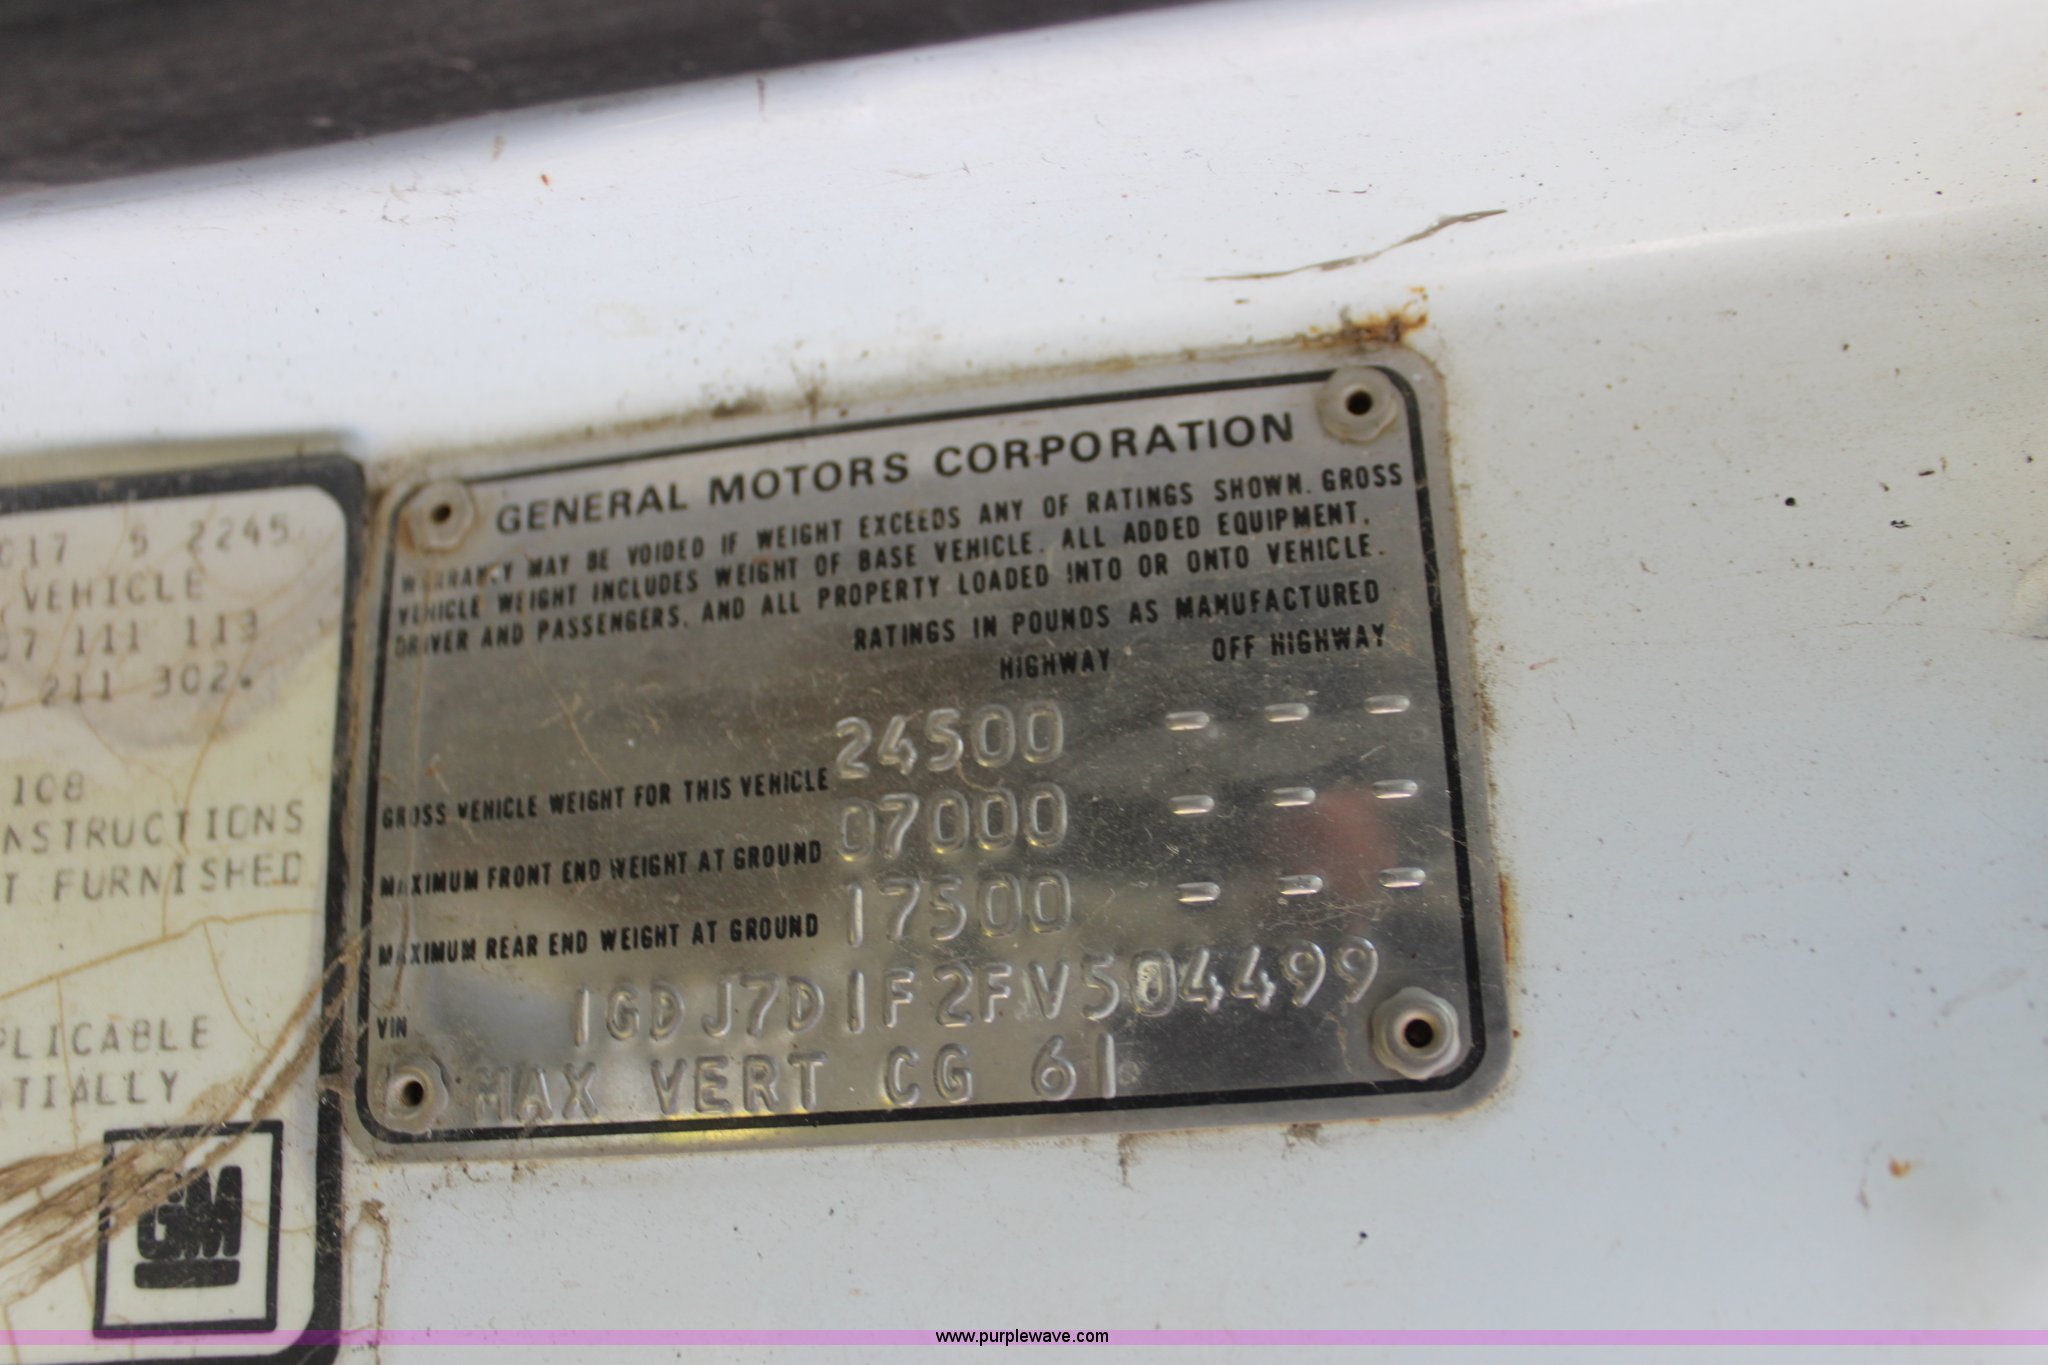 017 5 2245
VEHICLE
07 111 113
211 302.
108
NSTRUCTIONS
T FURNISHED
PLICABLE
TIALLY
GM
GENERAL MOTORS CORPORATION
WARRANTY MAY BE VOIDED IF WEIGHT EXCEEDS ANY OF RATINGS SHOWN. GROSS
VEHICLE WEIGHT INCLUDES WEIGHT OF BASE VEHICLE, ALL ADDED EQUIPMENT,
DRIVER AND PASSENGERS, AND ALL PROPERTY LOADED INTO OR ONTO VEHICLE.
RATINGS IN POUNDS AS MANUFACTURED
HIGHWAY OFF HIGHWAY
GROSS VEHICLE WEIGHT FOR THIS VEHICLE 24500 - - -
MAXIMUM FRONT END WEIGHT AT GROUND 07000 - - -
MAXIMUM REAR END WEIGHT AT GROUND 17500 - - -
VIN 1GDJ7D1F2FV504499
MAX VERT CG 61
www.purplewave.com